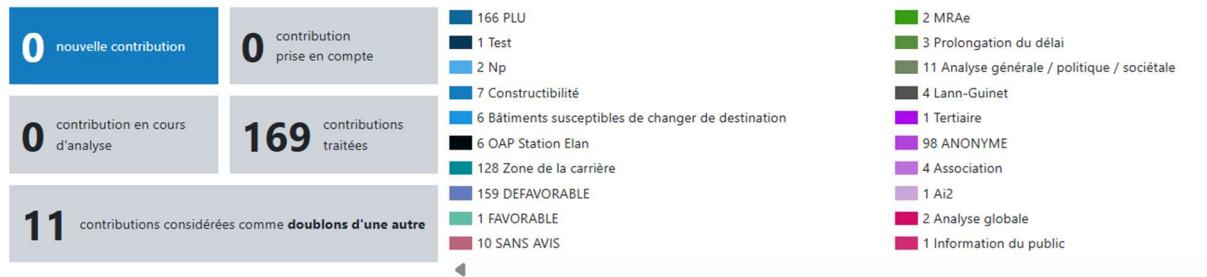 0 nouvelle contribution
0 contribution
prise en compte
0 contribution en cours
d'analyse
169 contributions
traitées
11 contributions considérées comme doublons d'une autre
166 PLU
1 Test
2 Np
7 Constructibilité
6 Bâtiments susceptibles de changer de destination
6 OAP Station Elan
128 Zone de la carrière
159 DEFAVORABLE
1 FAVORABLE
10 SANS AVIS
2 MRAe
3 Prolongation du délai
11 Analyse générale / politique / sociétale
4 Lann-Guinet
1 Tertiaire
98 ANONYME
4 Association
1 Ai2
2 Analyse globale
1 Information du public